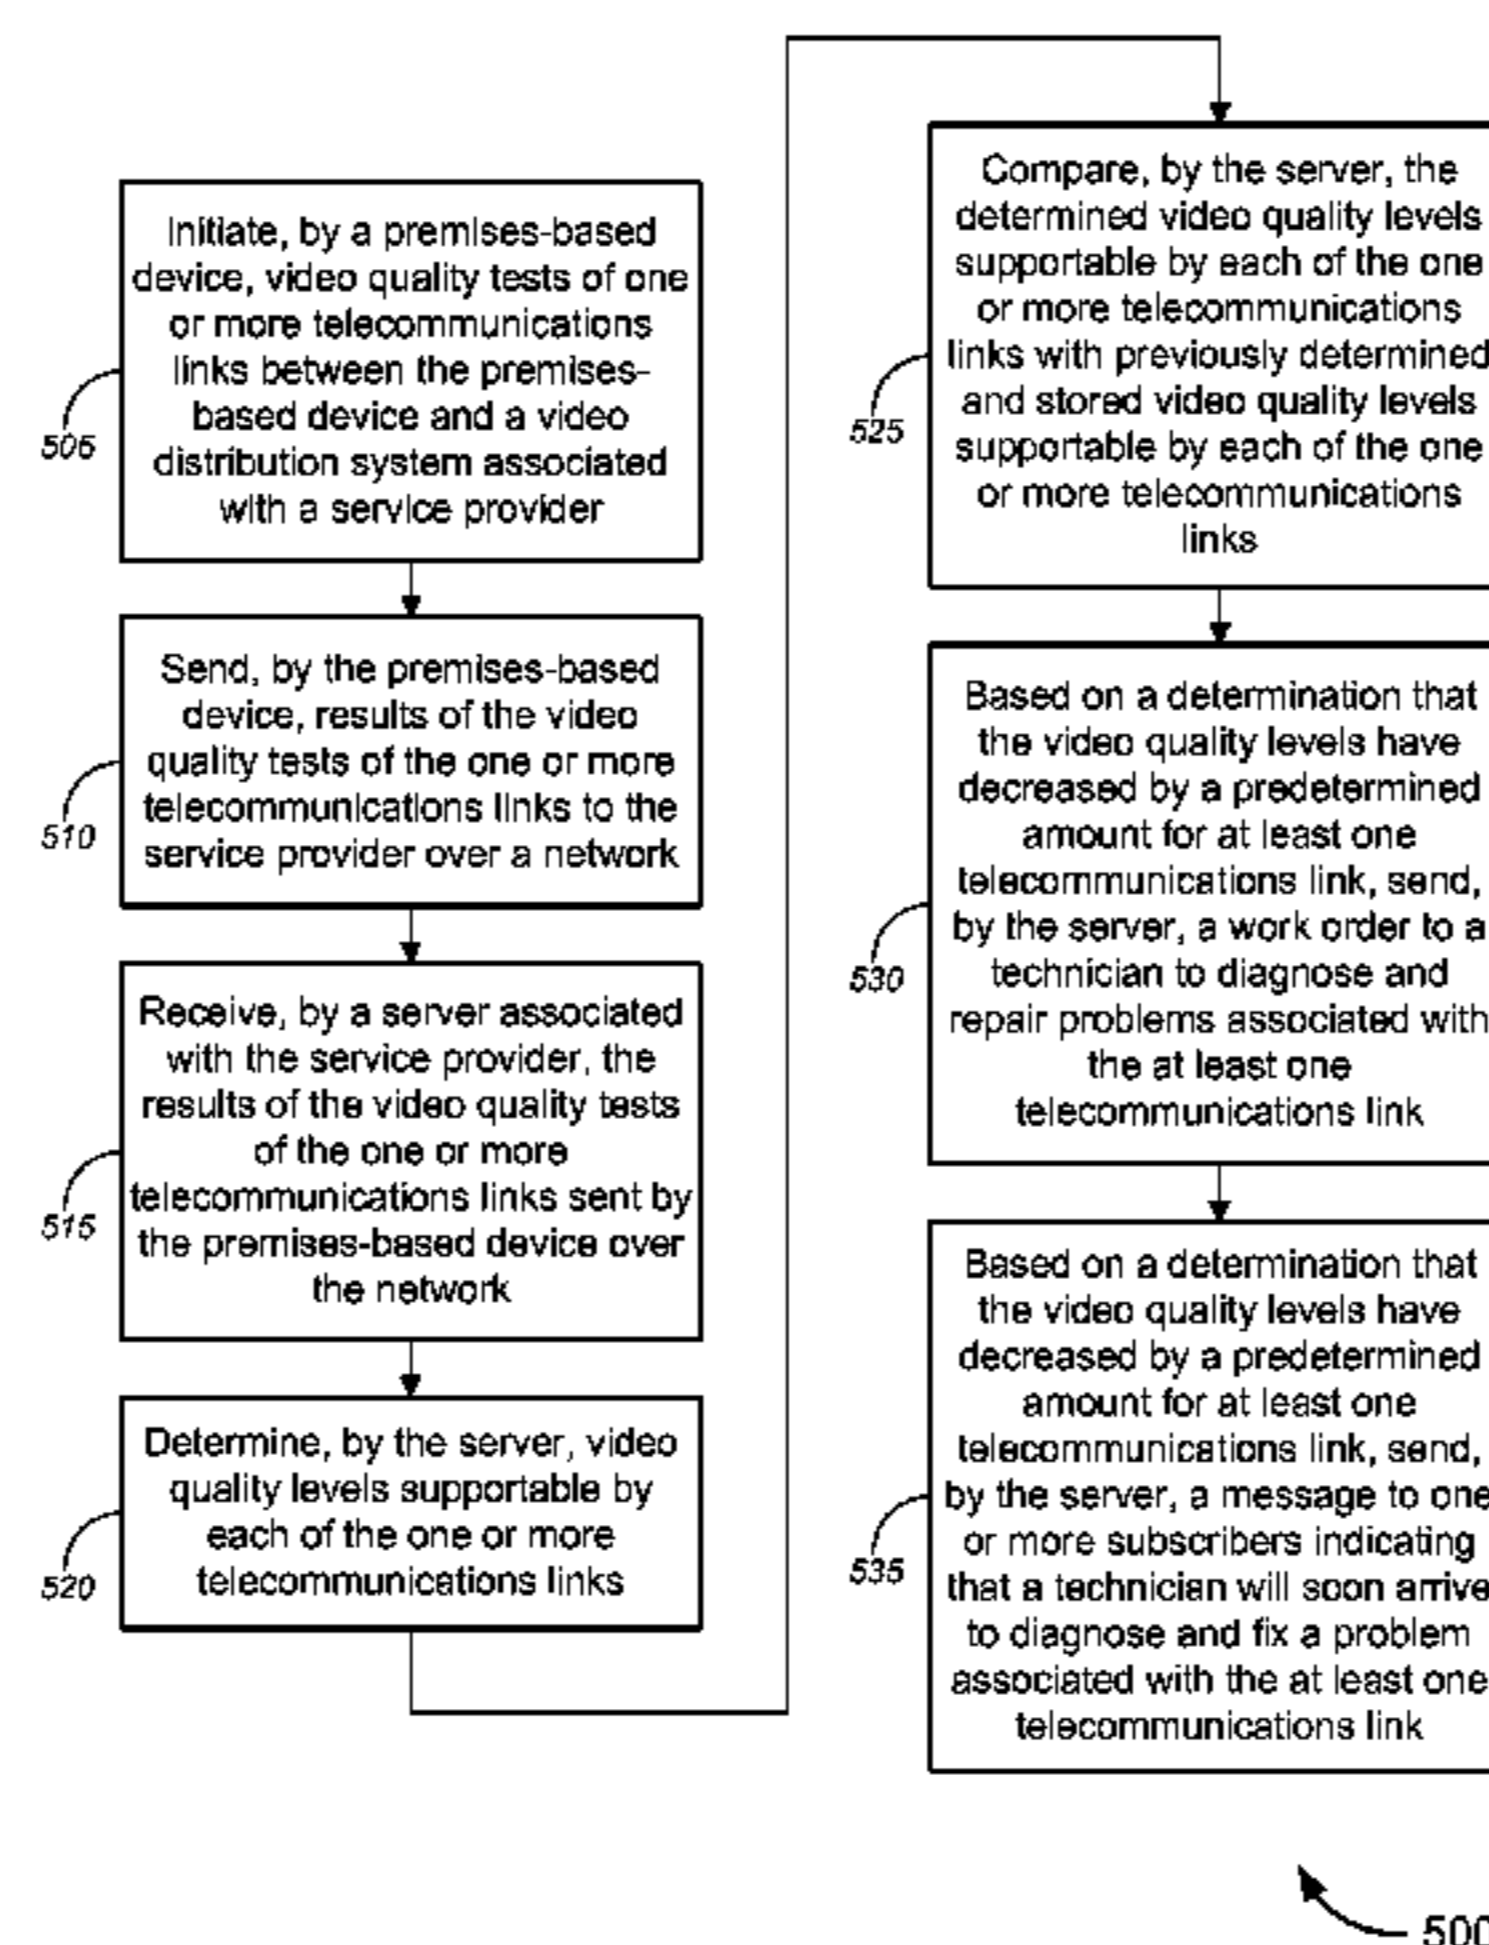 Initiate, by a premises-based
device, video quality tests of one
or more telecommunications
links between the premises-
based device and a video
distribution system associated
with a service provider
505
Send, by the premises-based
device, results of the video
quality tests of the one or more
telecommunications links to the
service provider over a network
510
Receive, by a server associated
with the service provider, the
results of the video quality tests
of the one or more
telecommunications links sent by
the premises-based device over
the network
515
Determine, by the server, video
quality levels supportable by
each of the one or more
telecommunications links
520
Compare, by the server, the
determined video quality levels
supportable by each of the one
or more telecommunications
links with previously determined
and stored video quality levels
supportable by each of the one
or more telecommunications
links
525
Based on a determination that
the video quality levels have
decreased by a predetermined
amount for at least one
telecommunications link, send,
by the server, a work order to a
technician to diagnose and
repair problems associated with
the at least one
telecommunications link
530
Based on a determination that
the video quality levels have
decreased by a predetermined
amount for at least one
telecommunications link, send,
by the server, a message to one
or more subscribers indicating
that a technician will soon arrive
to diagnose and fix a problem
associated with the at least one
telecommunications link
535
500